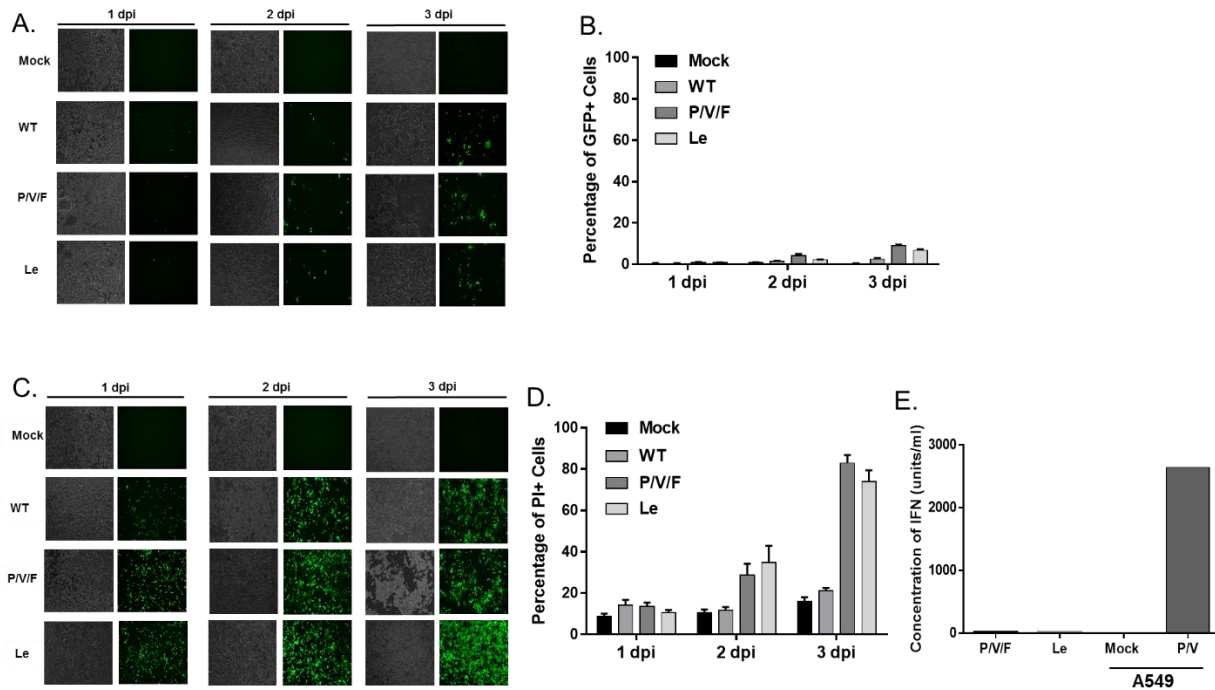 A.
1 dpi 2 dpi 3 dpi
Mock
WT
P/V/F
Le
B.
Percentage of GFP+ Cells
100
80
60
40
20
0
Mock
WT
P/V/F
Le
1 dpi 2 dpi 3 dpi
C.
1 dpi 2 dpi 3 dpi
Mock
WT
P/V/F
Le
D.
Percentage of PI+ Cells
100
80
60
40
20
0
Mock
WT
P/V/F
Le
1 dpi 2 dpi 3 dpi
E.
Concentration of IFN (units/ml)
3000
2000
1000
0
P/V/F Le Mock P/V
A549